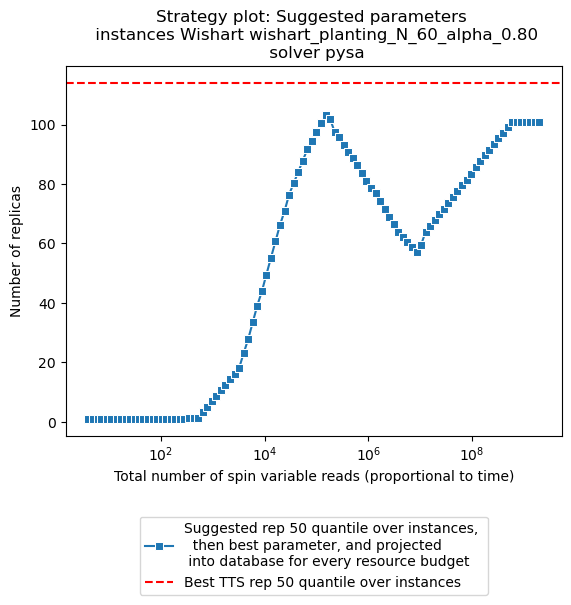 Strategy plot: Suggested parameters
instances Wishart wishart_planting_N_60_alpha_0.80
solver pysa
Number of replicas
100
80
60
40
20
0
10^2
10^4
10^6
10^8
Total number of spin variable reads (proportional to time)
Suggested rep 50 quantile over instances,
then best parameter, and projected
into database for every resource budget
Best TTS rep 50 quantile over instances